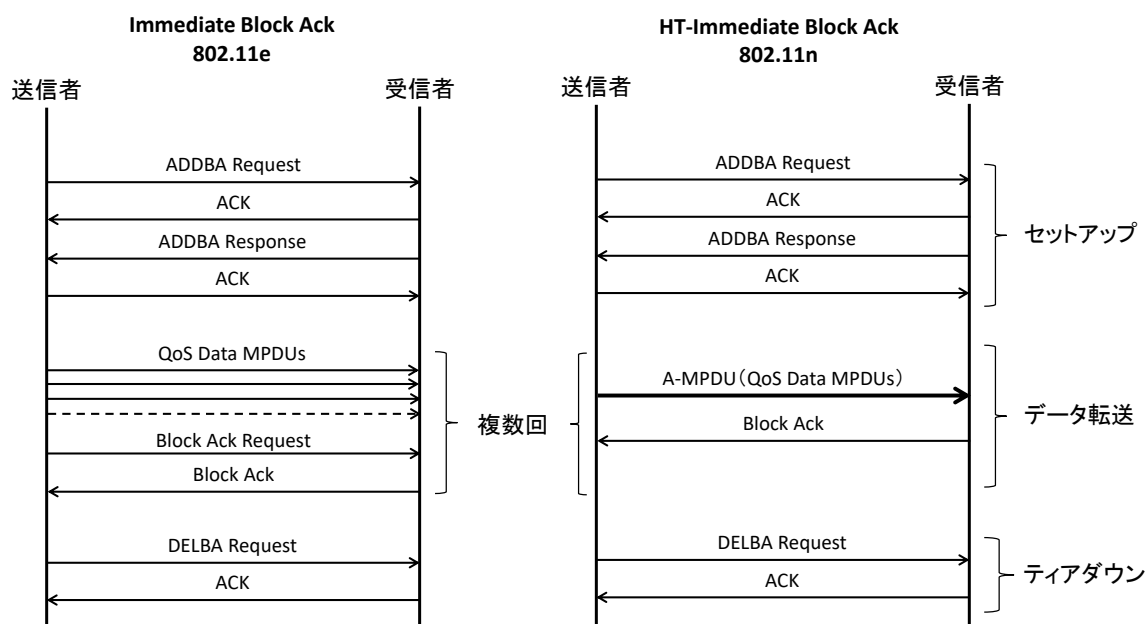 Immediate Block Ack
802.11e
送信者
受信者
ADDBA Request
ACK
ADDBA Response
ACK
QoS Data MPDUs
Block Ack Request
Block Ack
DELBA Request
ACK
複数回
HT-Immediate Block Ack
802.11n
送信者
受信者
ADDBA Request
ACK
ADDBA Response
ACK
A-MPDU(QoS Data MPDUs)
Block Ack
DELBA Request
ACK
セットアップ
データ転送
ティアダウン